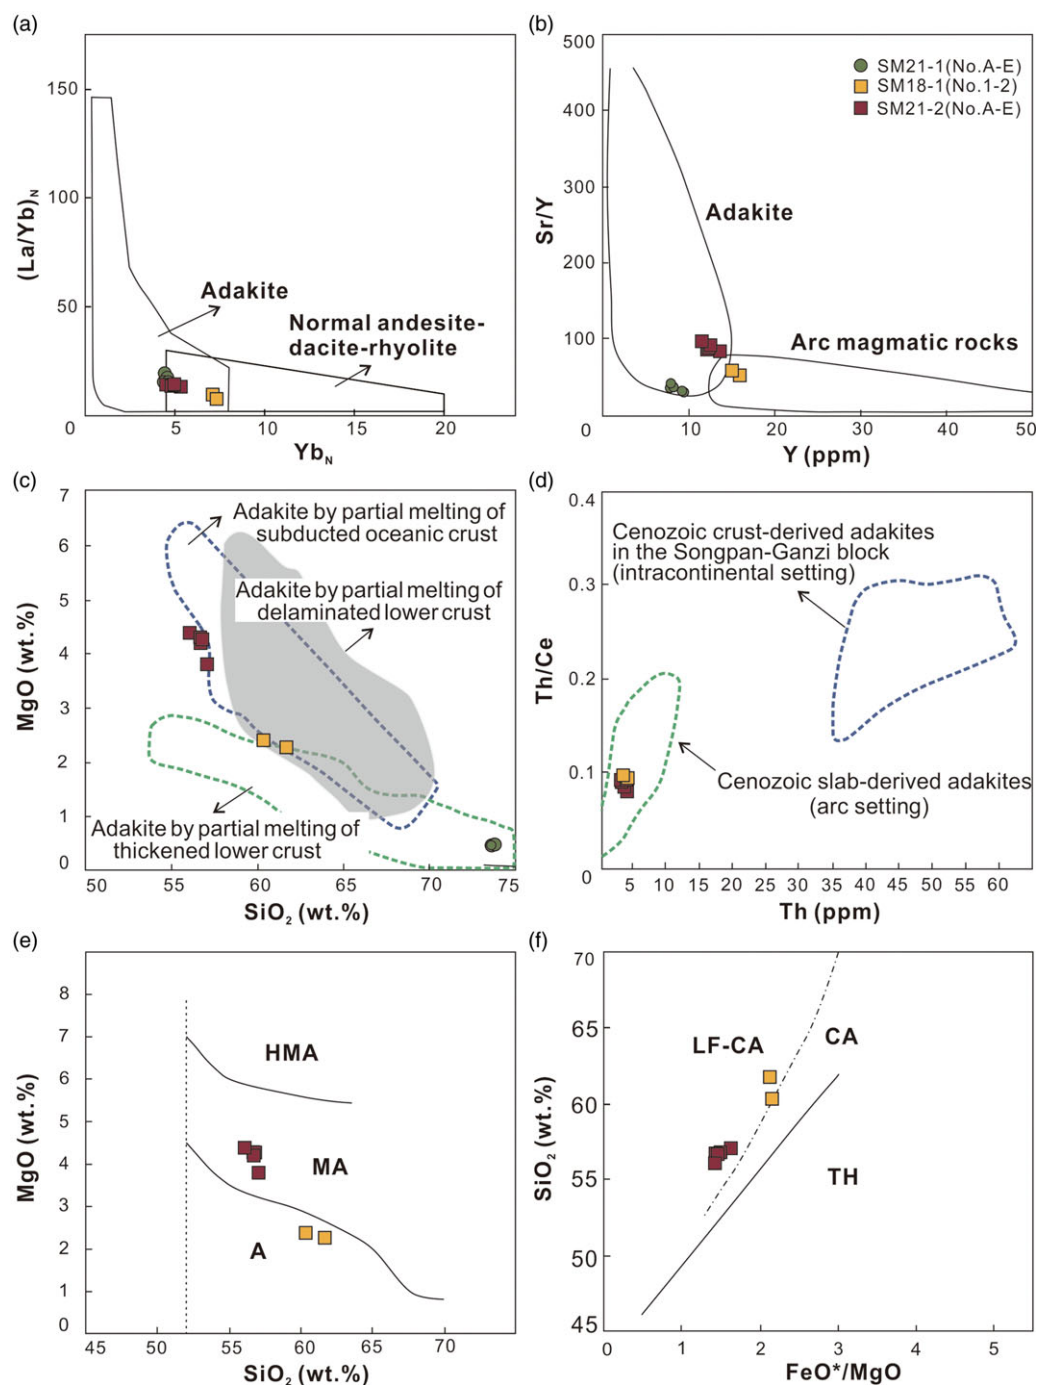 (a)
150
100
50
0
5
10
15
20
(La/Yb)N
YbN
Adakite
Normal andesite-
dacite-rhyolite
(b)
500
400
300
200
100
0
10
20
30
40
50
Sr/Y
Y (ppm)
SM21-1(No.A-E)
SM18-1(No.1-2)
SM21-2(No.A-E)
Adakite
Arc magmatic rocks
(c)
7
6
5
4
3
2
1
0
50
55
60
65
70
75
MgO (wt.%)
SiO2 (wt.%)
Adakite by partial melting of
subducted oceanic crust
Adakite by partial melting of
delaminated lower crust
Adakite by partial melting of
thickened lower crust
(d)
0.4
0.3
0.2
0.1
0
5
10
15
20
25
30
35
40
45
50
55
60
Th/Ce
Th (ppm)
Cenozoic crust-derived adakites
in the Songpan-Ganzi block
(intracontinental setting)
Cenozoic slab-derived adakites
(arc setting)
(e)
8
7
6
5
4
3
2
1
0
45
50
55
60
65
70
MgO (wt.%)
SiO2 (wt.%)
HMA
MA
A
(f)
70
65
60
55
50
45
0
1
2
3
4
5
SiO2 (wt.%)
FeO*/MgO
LF-CA
CA
TH